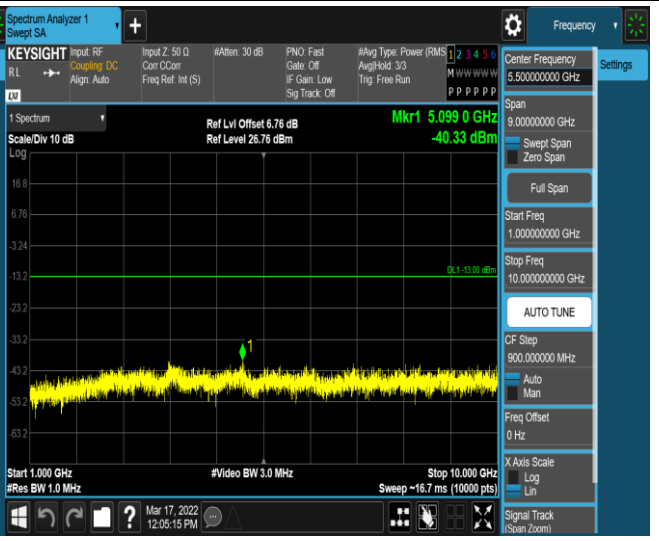 Spectrum Analyzer 1
Swept SA
+
Frequency
KEYSIGHT
Input: RF
Input Z: 50 Ω
#Atten: 30 dB
PNO: Fast
#Avg Type: Power (RMS
1 2 3 4 5 6
RL
Coupling: DC
Corr CCorr
Gate: Off
Avg|Hold: 3/3
M W W W W W
Align: Auto
Freq Ref: Int (S)
IF Gain: Low
Trig: Free Run
Sig Track: Off
P P P P P P
LXI
1 Spectrum
Ref Lvl Offset 6.76 dB
Mkr1 5.099 0 GHz
Scale/Div 10 dB
Ref Level 26.76 dBm
-40.33 dBm
Log
16.8
6.76
-3.24
DL1 -13.00 dBm
-13.2
-23.2
-33.2
1
-43.2
-53.2
-63.2
Start 1.000 GHz
#Video BW 3.0 MHz
Stop 10.000 GHz
#Res BW 1.0 MHz
Sweep ~16.7 ms (10000 pts)
?
Mar 17, 2022
12:05:15 PM
Center Frequency
5.500000000 GHz
Settings
Span
9.00000000 GHz
Swept Span
Zero Span
Full Span
Start Freq
1.000000000 GHz
Stop Freq
10.000000000 GHz
AUTO TUNE
CF Step
900.000000 MHz
Auto
Man
Freq Offset
0 Hz
X Axis Scale
Log
Lin
Signal Track
(Span Zoom)